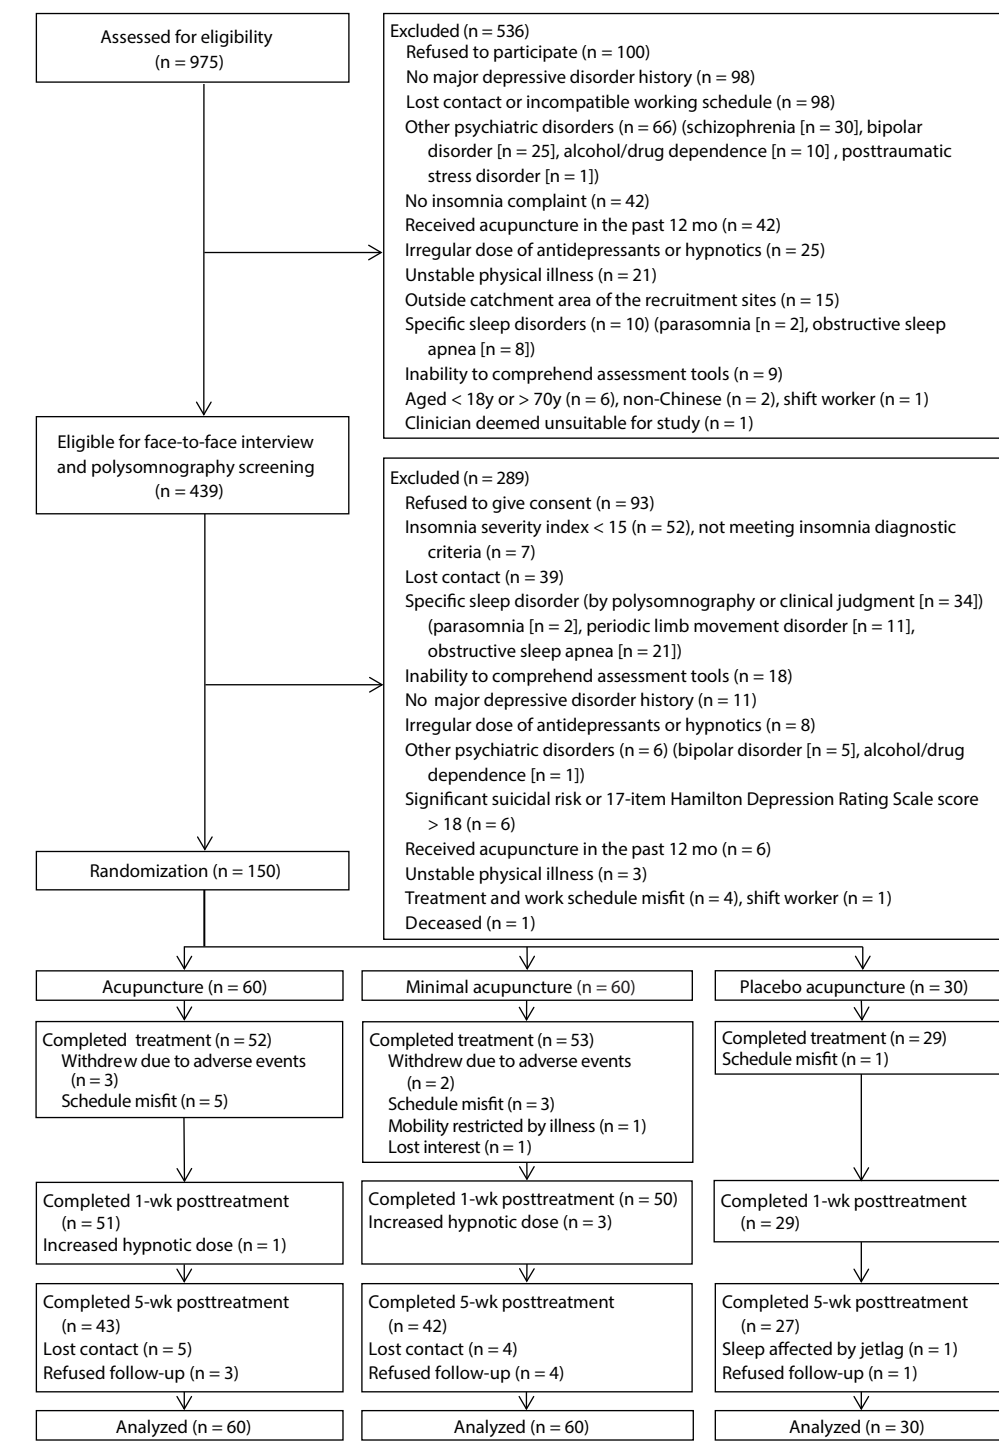 Assessed for eligibility
(n = 975)
Excluded (n = 536)
Refused to participate (n = 100)
No major depressive disorder history (n = 98)
Lost contact or incompatible working schedule (n = 98)
Other psychiatric disorders (n = 66) (schizophrenia [n = 30], bipolar
disorder [n = 25], alcohol/drug dependence [n = 10] , posttraumatic
stress disorder [n = 1])
No insomnia complaint (n = 42)
Received acupuncture in the past 12 mo (n = 42)
Irregular dose of antidepressants or hypnotics (n = 25)
Unstable physical illness (n = 21)
Outside catchment area of the recruitment sites (n = 15)
Specific sleep disorders (n = 10) (parasomnia [n = 2], obstructive sleep
apnea [n = 8])
Inability to comprehend assessment tools (n = 9)
Aged < 18y or > 70y (n = 6), non-Chinese (n = 2), shift worker (n = 1)
Clinician deemed unsuitable for study (n = 1)
Eligible for face-to-face interview
and polysomnography screening
(n = 439)
Excluded (n = 289)
Refused to give consent (n = 93)
Insomnia severity index < 15 (n = 52), not meeting insomnia diagnostic
criteria (n = 7)
Lost contact (n = 39)
Specific sleep disorder (by polysomnography or clinical judgment [n = 34])
(parasomnia [n = 2], periodic limb movement disorder [n = 11],
obstructive sleep apnea [n = 21])
Inability to comprehend assessment tools (n = 18)
No major depressive disorder history (n = 11)
Irregular dose of antidepressants or hypnotics (n = 8)
Other psychiatric disorders (n = 6) (bipolar disorder [n = 5], alcohol/drug
dependence [n = 1])
Significant suicidal risk or 17-item Hamilton Depression Rating Scale score
> 18 (n = 6)
Received acupuncture in the past 12 mo (n = 6)
Unstable physical illness (n = 3)
Treatment and work schedule misfit (n = 4), shift worker (n = 1)
Deceased (n = 1)
Randomization (n = 150)
Acupuncture (n = 60)
Minimal acupuncture (n = 60)
Placebo acupuncture (n = 30)
Completed treatment (n = 52)
Withdrew due to adverse events
(n = 3)
Schedule misfit (n = 5)
Completed treatment (n = 53)
Withdrew due to adverse events
(n = 2)
Schedule misfit (n = 3)
Mobility restricted by illness (n = 1)
Lost interest (n = 1)
Completed treatment (n = 29)
Schedule misfit (n = 1)
Completed 1-wk posttreatment
(n = 51)
Increased hypnotic dose (n = 1)
Completed 1-wk posttreatment (n = 50)
Increased hypnotic dose (n = 3)
Completed 1-wk posttreatment
(n = 29)
Completed 5-wk posttreatment
(n = 43)
Lost contact (n = 5)
Refused follow-up (n = 3)
Completed 5-wk posttreatment
(n = 42)
Lost contact (n = 4)
Refused follow-up (n = 4)
Completed 5-wk posttreatment
(n = 27)
Sleep affected by jetlag (n = 1)
Refused follow-up (n = 1)
Analyzed (n = 60)
Analyzed (n = 60)
Analyzed (n = 30)